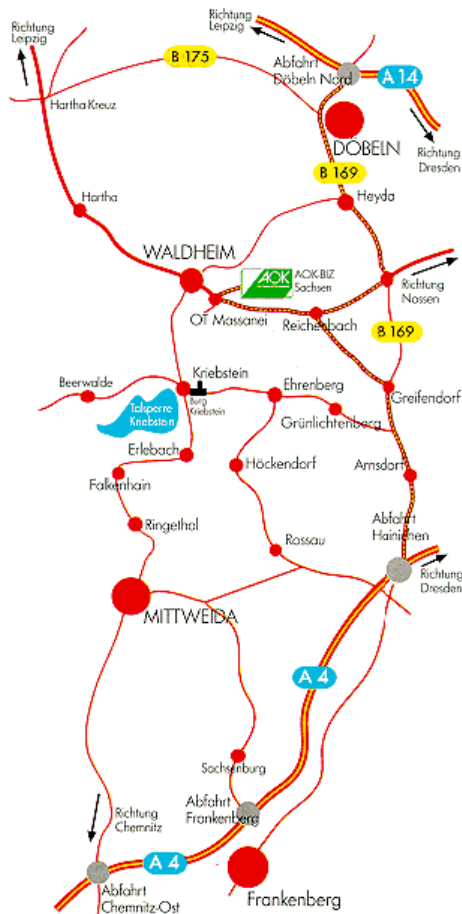 Richtung
Leipzig
Richtung
Leipzig
B 175
Abfahrt
Döbeln Nord
A 14
Hartha Kreuz
DÖBELN
Richtung
Dresden
B 169
Hartha
Heyda
WALDHEIM
AOK
AOK-BIZ
Sachsen
OT Massanei
Richtung
Nossen
Reichenbach
B 169
Kriebstein
Beerwalde
Burg
Kriebstein
Ehrenberg
Greifendorf
Talsperre
Kriebstein
Grünlichtenberg
Erlebach
Höckendorf
Arnsdorf
Falkenhain
Abfahrt
Hainichen
Ringethal
Rossau
Richtung
Dresden
MITTWEIDA
A 4
Sachsenburg
Abfahrt
Frankenberg
Richtung
Chemnitz
A 4
Abfahrt
Chemnitz-Ost
Frankenberg